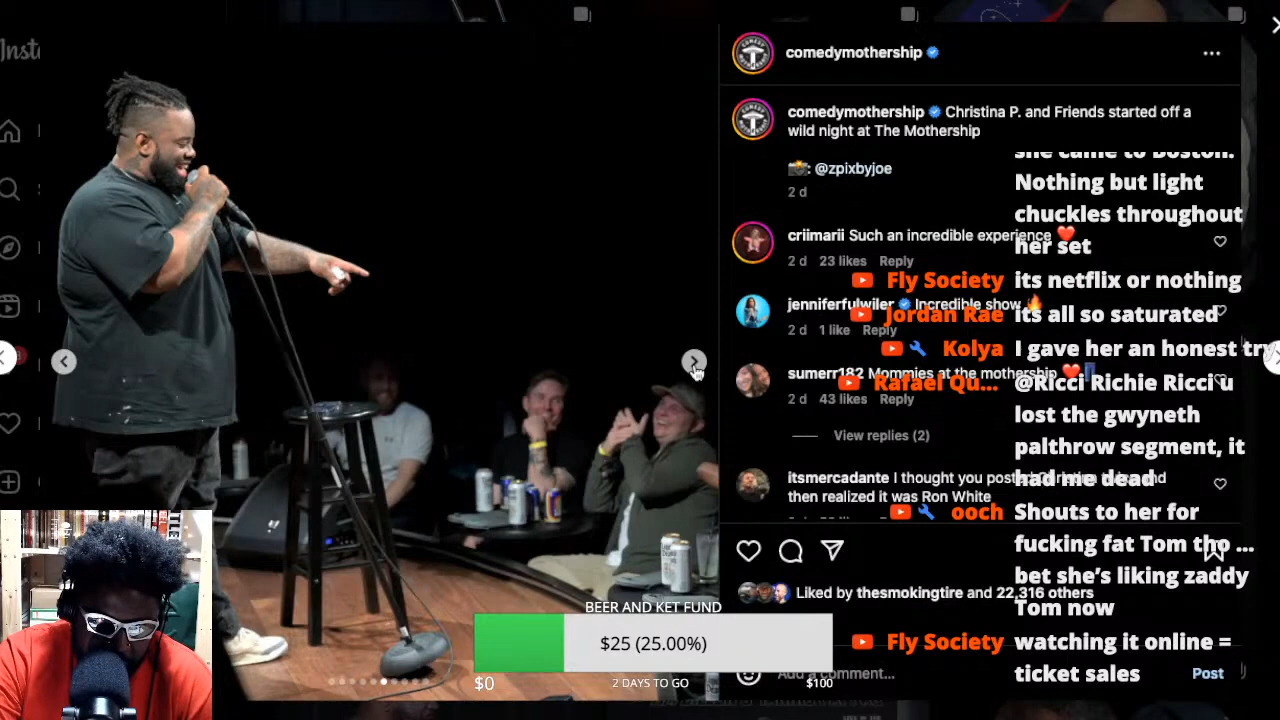 Inst
comedymothership
comedymothership Christina P. and Friends started off a
wild night at The Mothership
: @zpixbyjoe
2 d
criimarii Such an incredible experience
2 d 23 likes Reply
jenniferfulwiler Incredible show
2 d 1 like Reply
sumerr182 Mommies at the mothership
2 d 43 likes Reply
View replies (2)
itsmercadante I thought you post and
then realized it was Ron White
Liked by thesmokingtire and 22,316 others
Add a comment...
Post
she came to Boston.
Nothing but light
chuckles throughout
her set
Fly Society its netflix or nothing
Jordan Rae its all so saturated
Kolya I gave her an honest try
Rafael Qu... @Ricci Richie Ricci u
lost the gwyneth
palthrow segment, it
had me dead
ooch Shouts to her for
fucking fat Tom tho ...
bet she's liking zaddy
Tom now
Fly Society watching it online =
ticket sales
BEER AND KET FUND
$25 (25.00%)
$0 2 DAYS TO GO $100